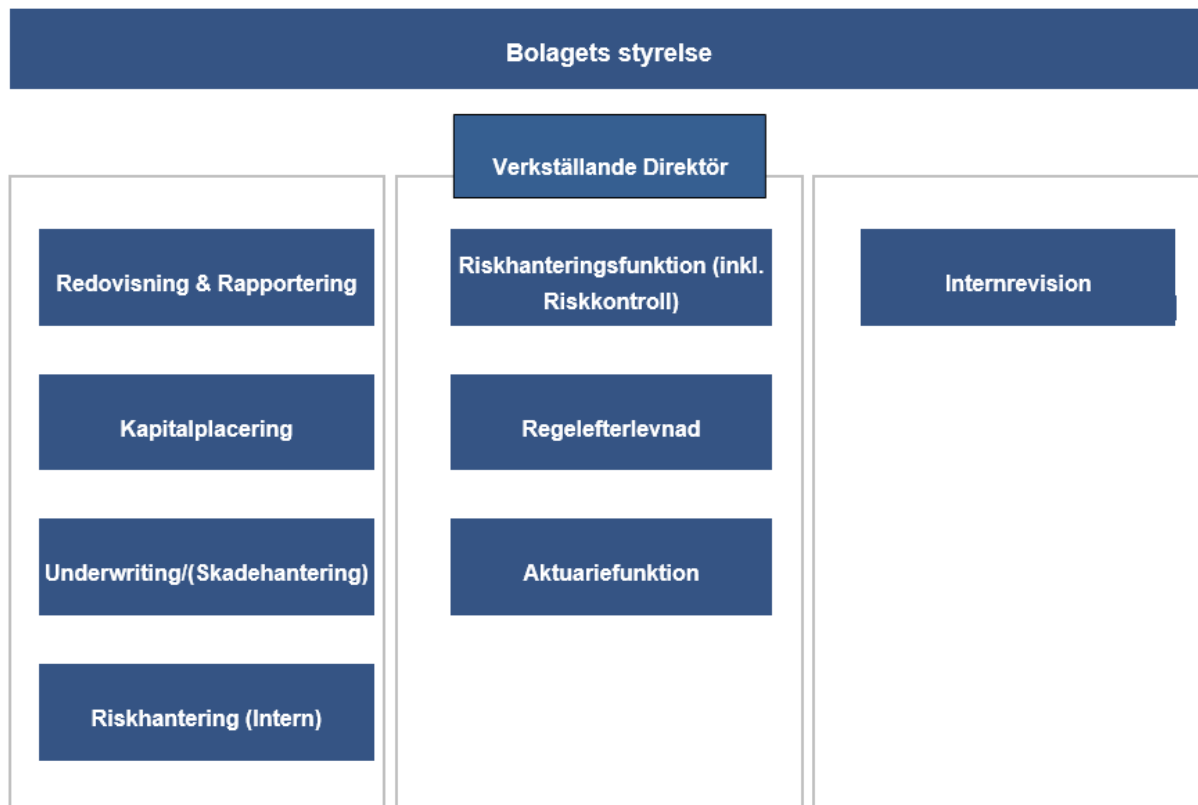 Bolagets styrelse
Verkställande Direktör
Redovisning & Rapportering
Kapitalplacering
Underwriting/(Skadehantering)
Riskhantering (Intern)
Riskhanteringsfunktion (inkl.
Riskkontroll)
Regelefterlevnad
Aktuariefunktion
Internrevision